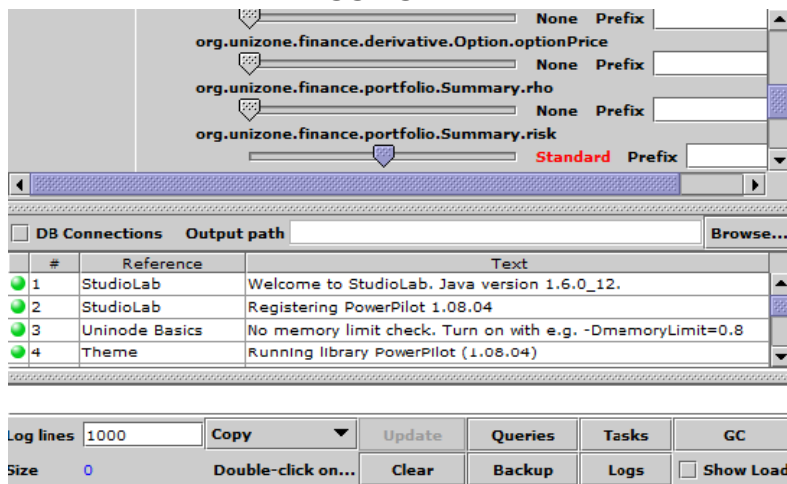 None Prefix
org.unizone.finance.derivative.Option.optionPrice
None Prefix
org.unizone.finance.portfolio.Summary.rho
None Prefix
org.unizone.finance.portfolio.Summary.risk
Standard Prefix
DB Connections Output path Browse...
# Reference Text
1 StudioLab Welcome to StudioLab. Java version 1.6.0_12.
2 StudioLab Registering PowerPilot 1.08.04
3 Uninode Basics No memory limit check. Turn on with e.g. -DmemoryLimit=0.8
4 Theme Running library PowerPilot (1.08.04)
Log lines 1000 Copy Update Queries Tasks GC
Size 0 Double-click on... Clear Backup Logs Show Load